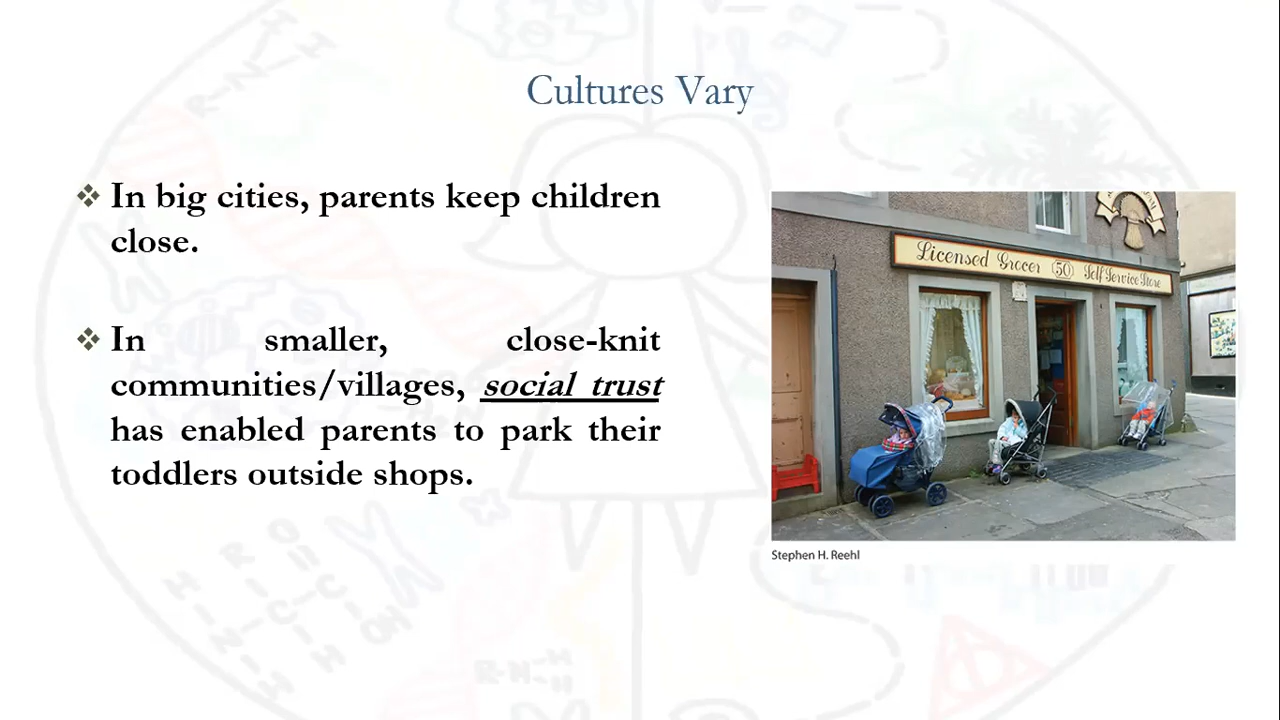 Cultures Vary
In big cities, parents keep children
close.
In smaller, close-knit
communities/villages, social trust
has enabled parents to park their
toddlers outside shops.
Licensed Grocer 50 Self Service Store
Stephen H. Reehl
R-N-H-H